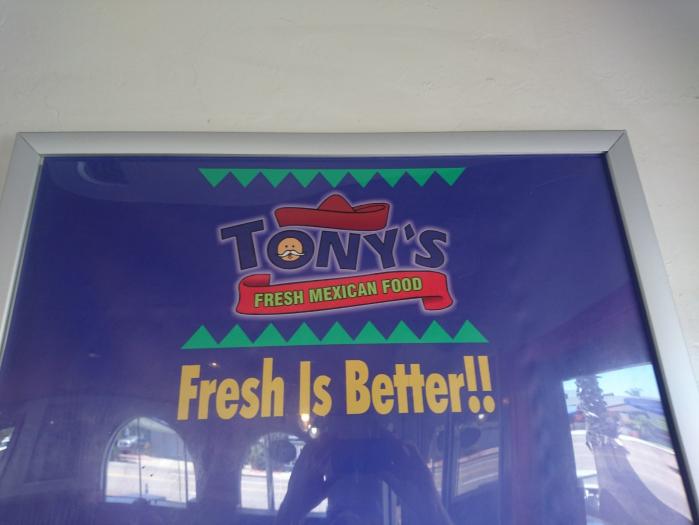 TONY'S
FRESH MEXICAN FOOD
Fresh Is Better!!